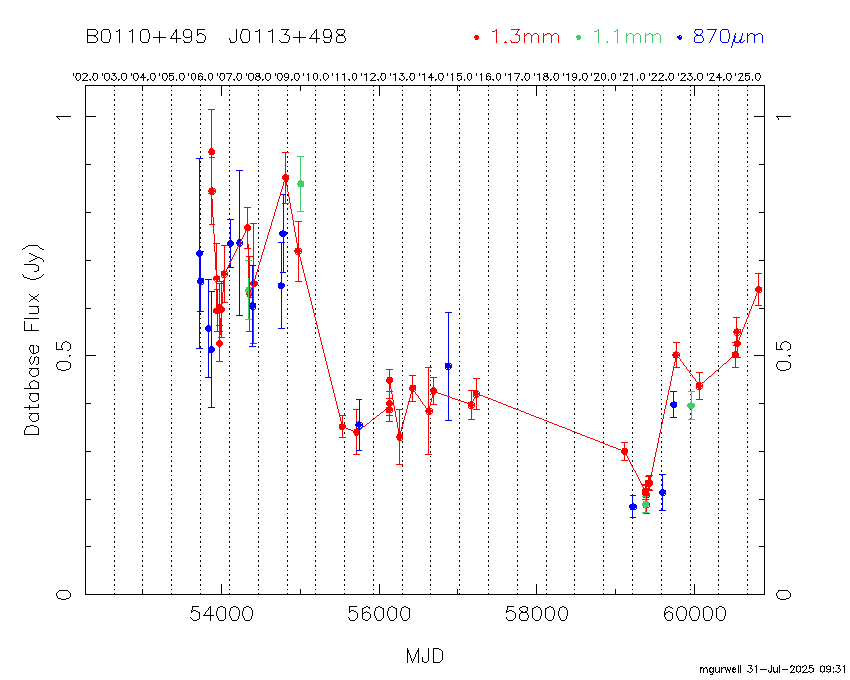 B0110+495 J0113+498 1.3mm 1.1mm 870μm
'02.0 '03.0 '04.0 '05.0 '06.0 '07.0 '08.0 '09.0 '10.0 '11.0 '12.0 '13.0 '14.0 '15.0 '16.0 '17.0 '18.0 '19.0 '20.0 '21.0 '22.0 '23.0 '24.0 '25.0
1 1
Database Flux (Jy)
0.5 0.5
0 0
54000 56000 58000 60000
MJD
mgurwell 31-Jul-2025 09:31